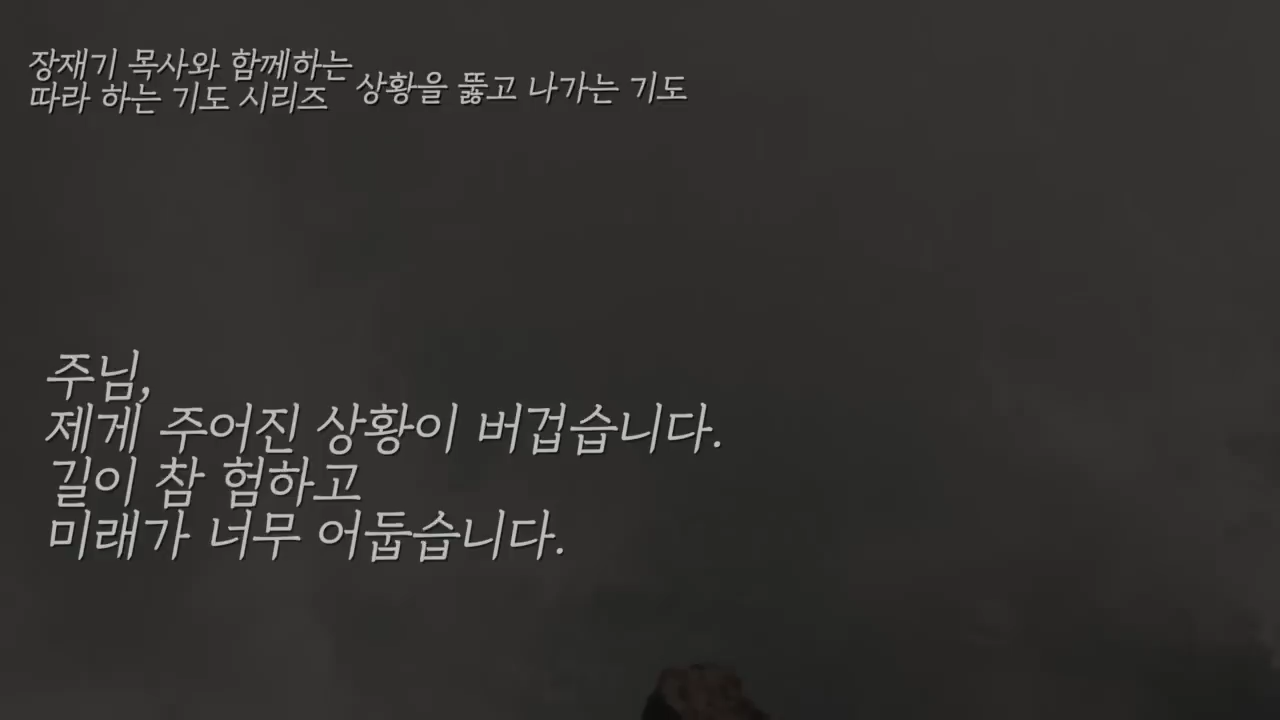 장재기 목사와 함께하는
따라 하는 기도 시리즈
상황을 뚫고 나가는 기도
주님,
제게 주어진 상황이 버겁습니다.
길이 참 험하고
미래가 너무 어둡습니다.